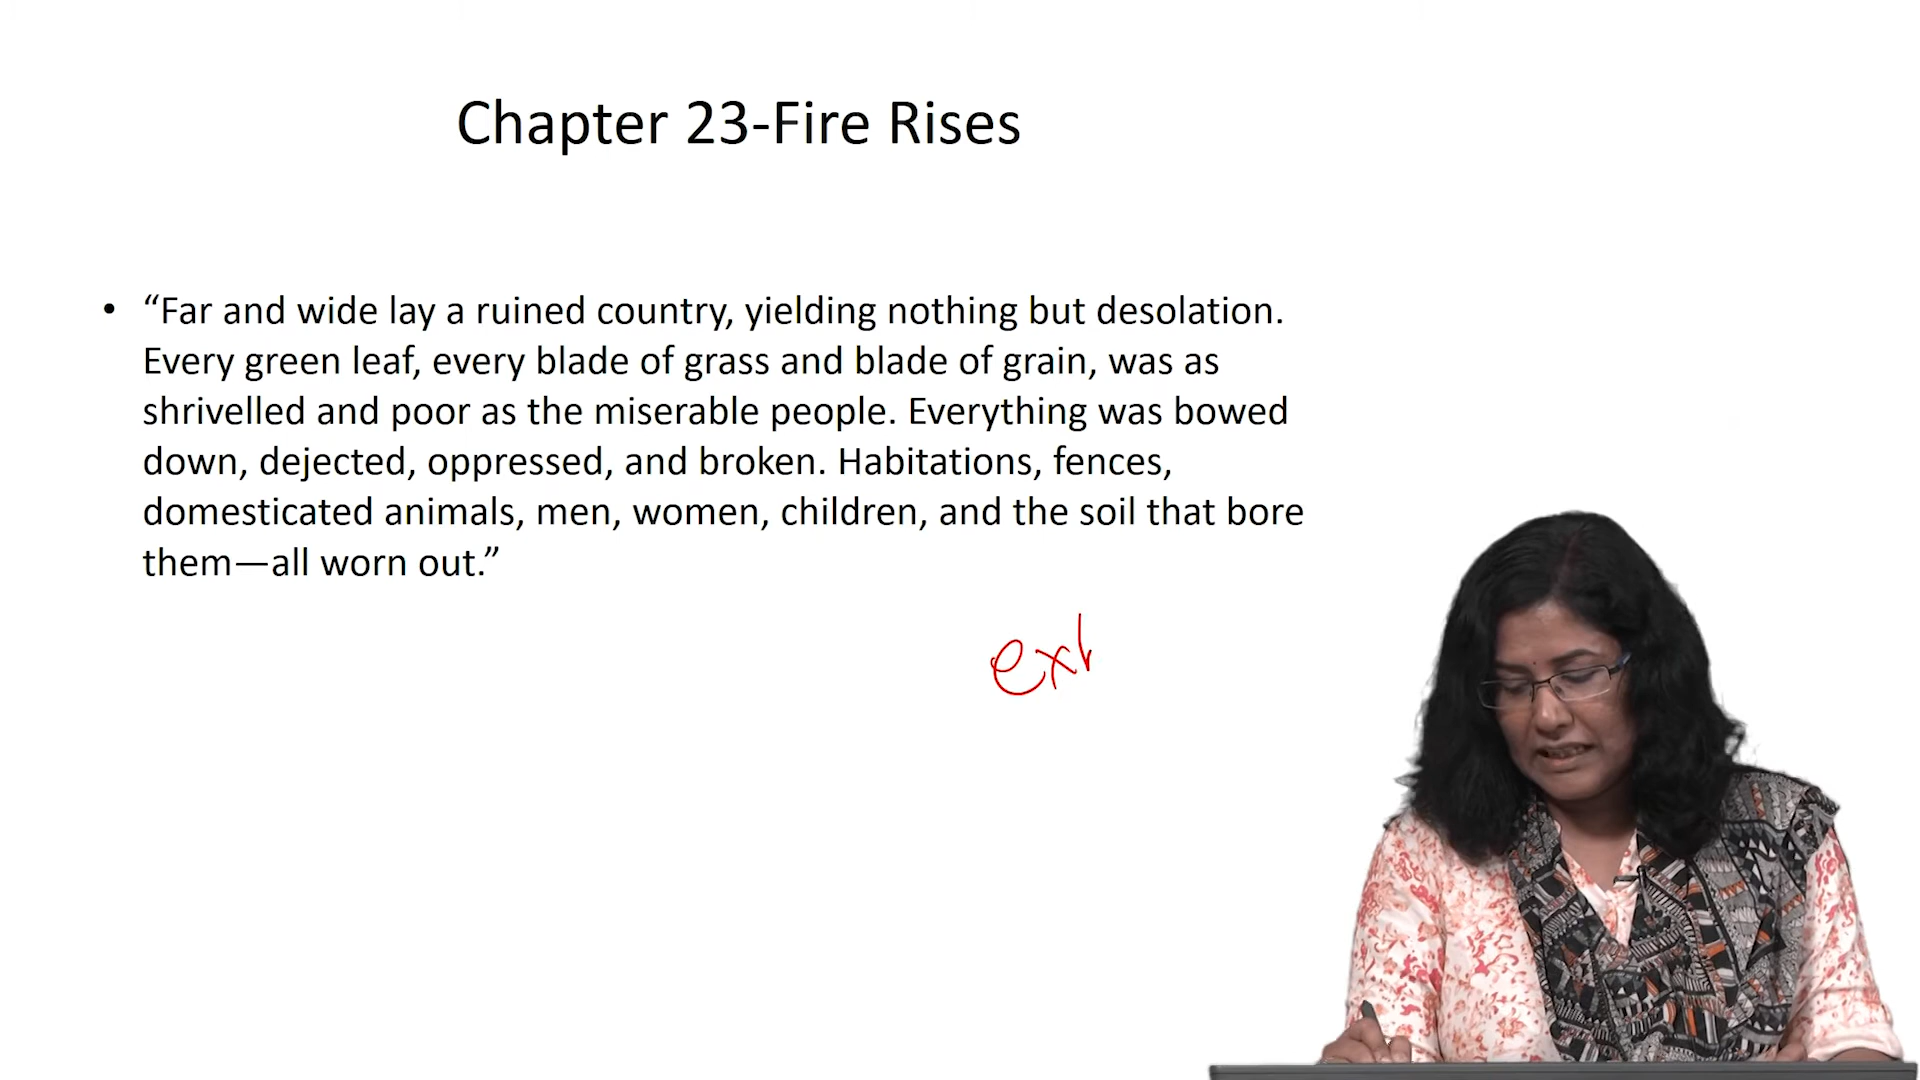 Chapter 23-Fire Rises
• “Far and wide lay a ruined country, yielding nothing but desolation.
Every green leaf, every blade of grass and blade of grain, was as
shrivelled and poor as the miserable people. Everything was bowed
down, dejected, oppressed, and broken. Habitations, fences,
domesticated animals, men, women, children, and the soil that bore
them—all worn out.”